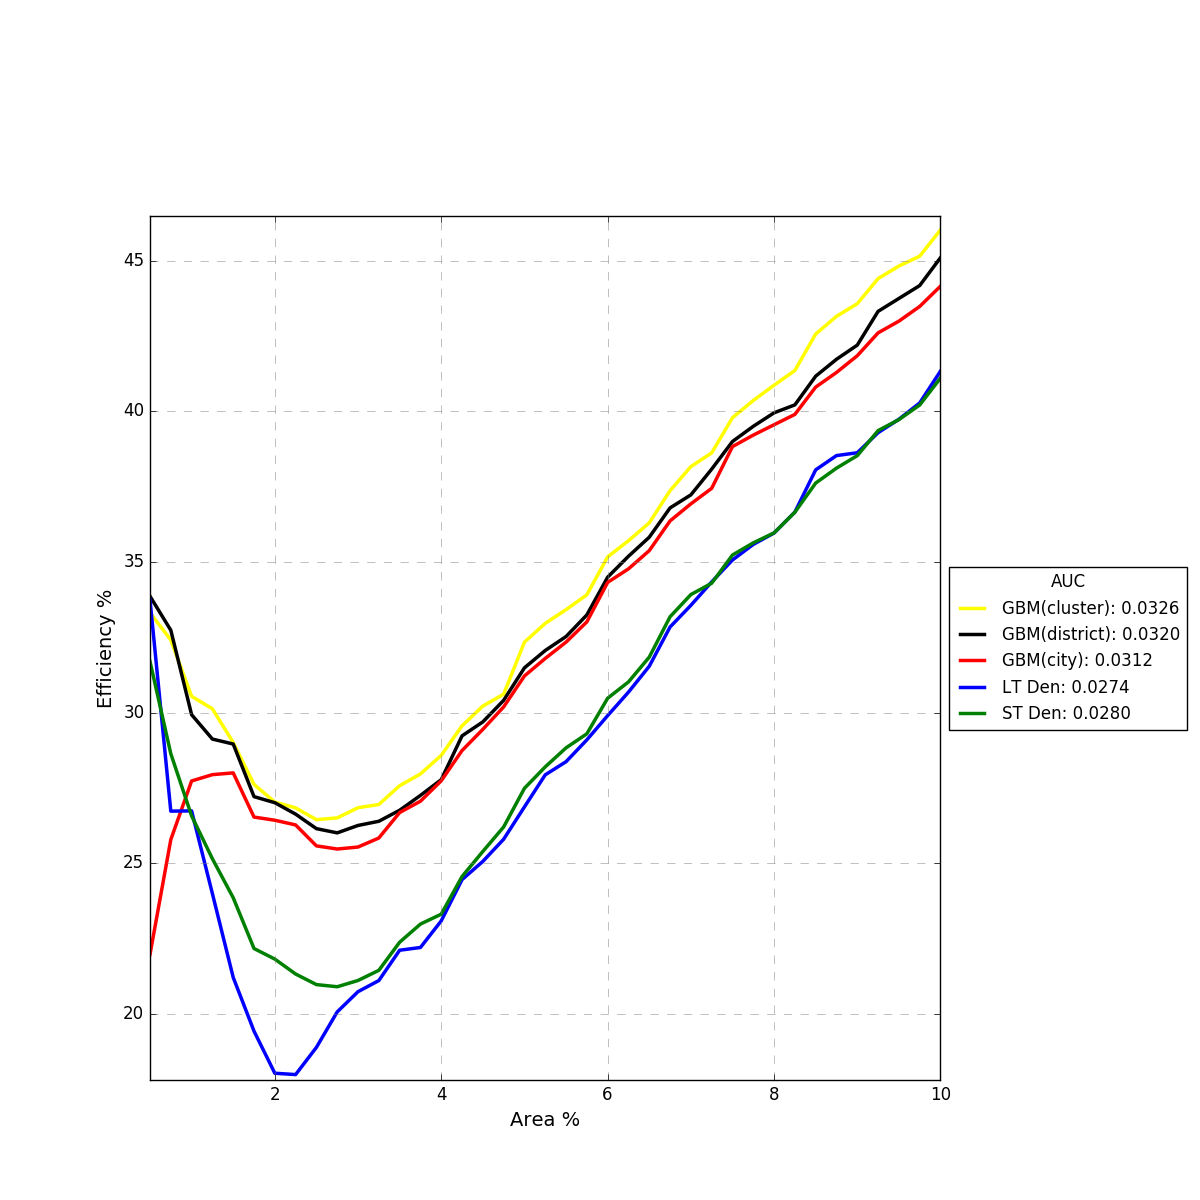 45
40
35
30
25
20
Efficiency %
2
4
6
8
10
Area %
AUC
GBM(cluster): 0.0326
GBM(district): 0.0320
GBM(city): 0.0312
LT Den: 0.0274
ST Den: 0.0280